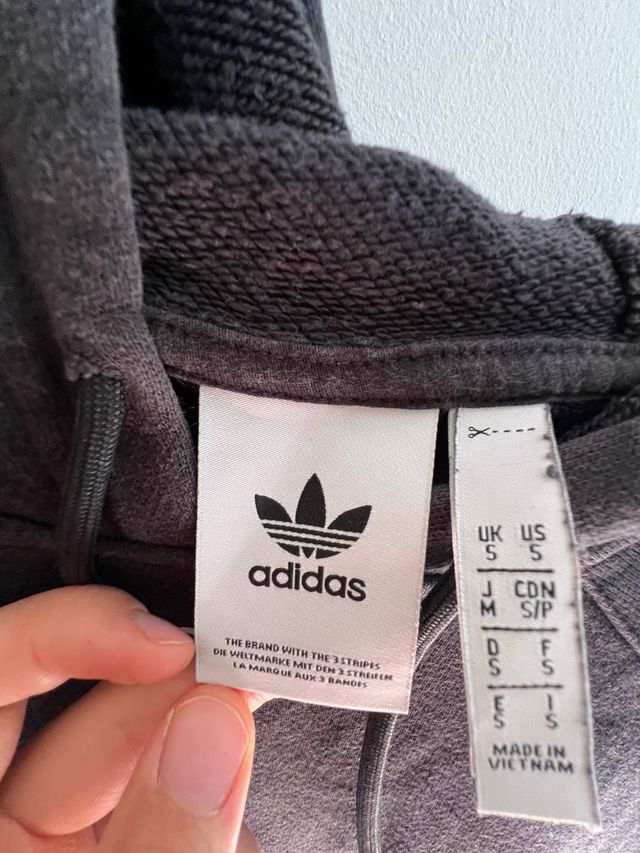 adidas
THE BRAND WITH THE 3 STRIPES
DIE WELTMARKE MIT DEN 3 STREIFEN
LA MARQUE AUX 3 BANDES
UK US
S S
J CDN
M S/P
D F
S S
E I
S S
MADE IN
VIETNAM